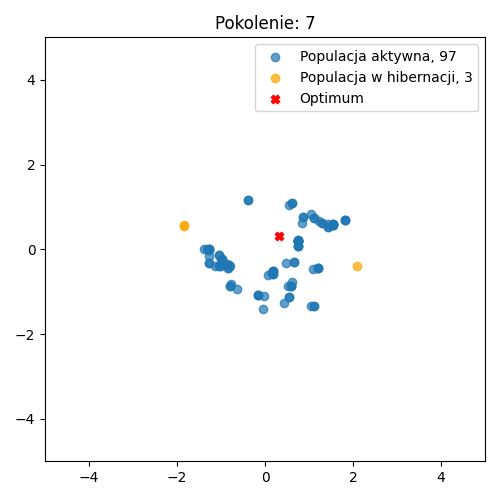 Pokolenie: 7
Populacja aktywna, 97
Populacja w hibernacji, 3
Optimum
4
2
0
−2
−4
−4 −2 0 2 4